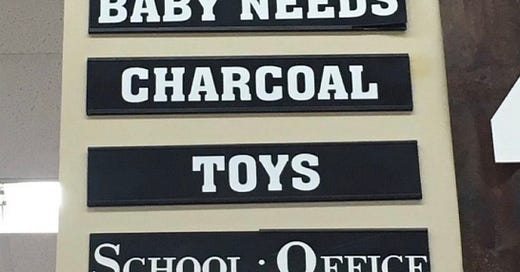 BABY NEEDS
CHARCOAL
TOYS
SCHOOL · OFFICE